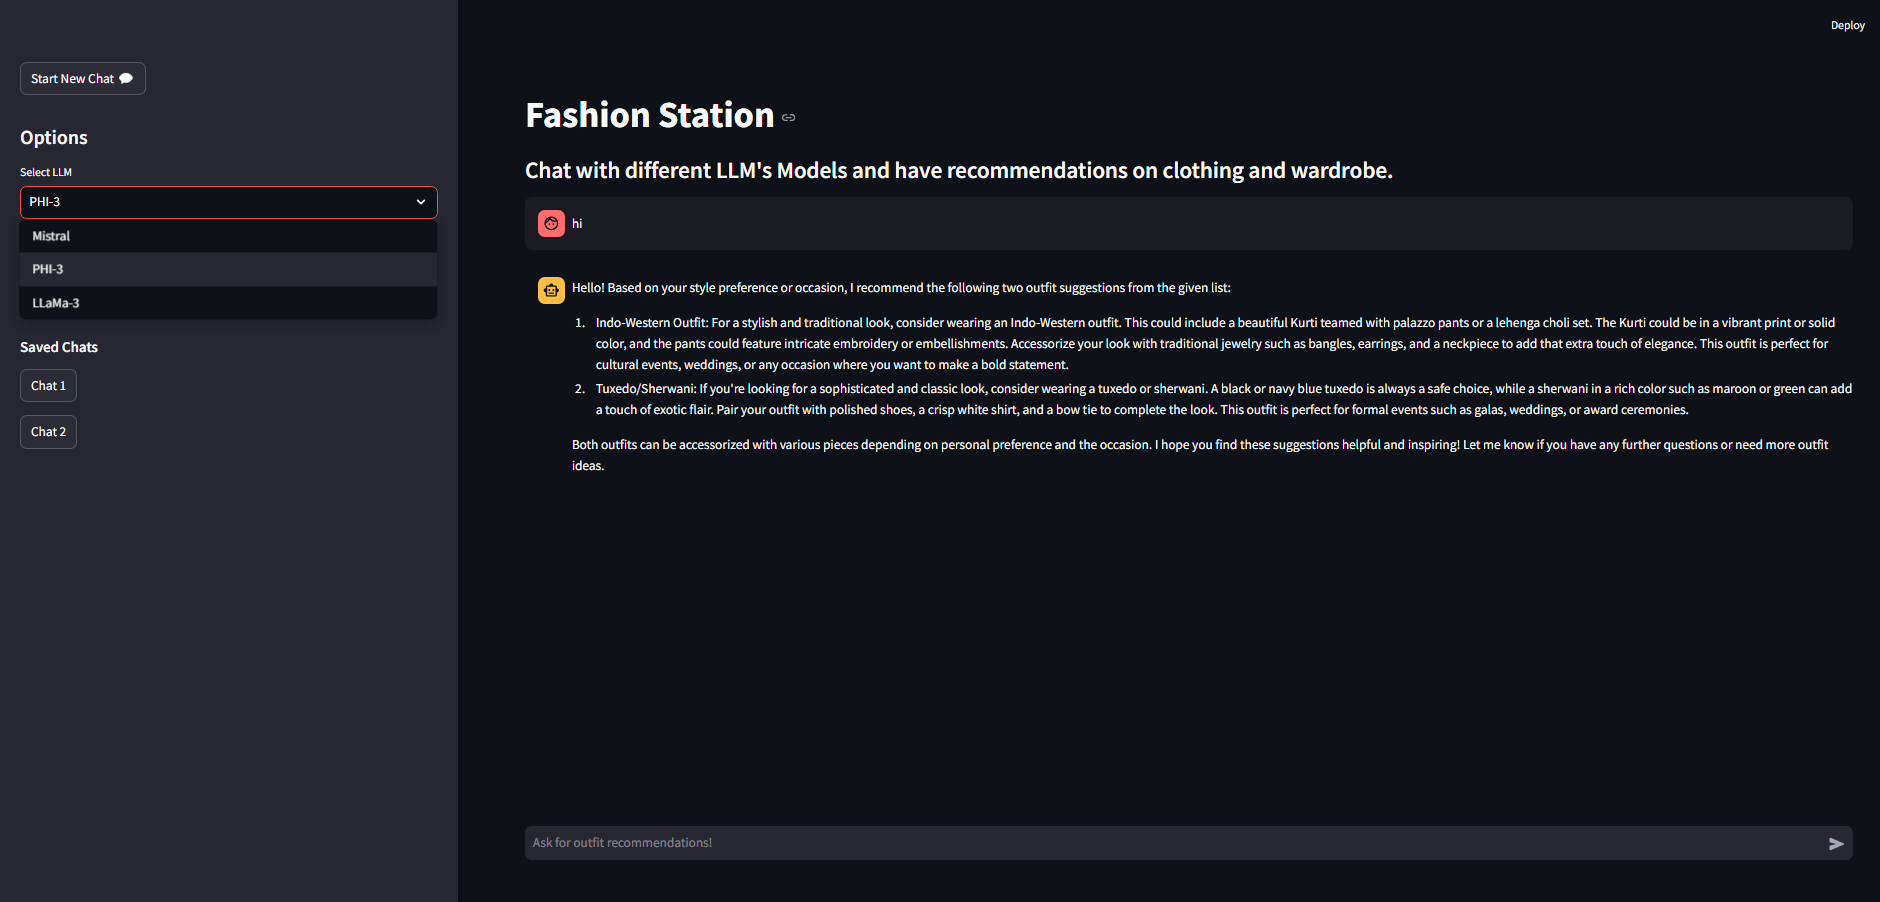 Deploy
Start New Chat
Options
Select LLM
PHI-3
Mistral
PHI-3
LLaMa-3
Saved Chats
Chat 1
Chat 2
Fashion Station
Chat with different LLM's Models and have recommendations on clothing and wardrobe.
hi
Hello! Based on your style preference or occasion, I recommend the following two outfit suggestions from the given list:
1. Indo-Western Outfit: For a stylish and traditional look, consider wearing an Indo-Western outfit. This could include a beautiful Kurti teamed with palazzo pants or a lehenga choli set. The Kurti could be in a vibrant print or solid
color, and the pants could feature intricate embroidery or embellishments. Accessorize your look with traditional jewelry such as bangles, earrings, and a neckpiece to add that extra touch of elegance. This outfit is perfect for
cultural events, weddings, or any occasion where you want to make a bold statement.
2. Tuxedo/Sherwani: If you're looking for a sophisticated and classic look, consider wearing a tuxedo or sherwani. A black or navy blue tuxedo is always a safe choice, while a sherwani in a rich color such as maroon or green can add
a touch of exotic flair. Pair your outfit with polished shoes, a crisp white shirt, and a bow tie to complete the look. This outfit is perfect for formal events such as galas, weddings, or award ceremonies.
Both outfits can be accessorized with various pieces depending on personal preference and the occasion. I hope you find these suggestions helpful and inspiring! Let me know if you have any further questions or need more outfit
ideas.
Ask for outfit recommendations!